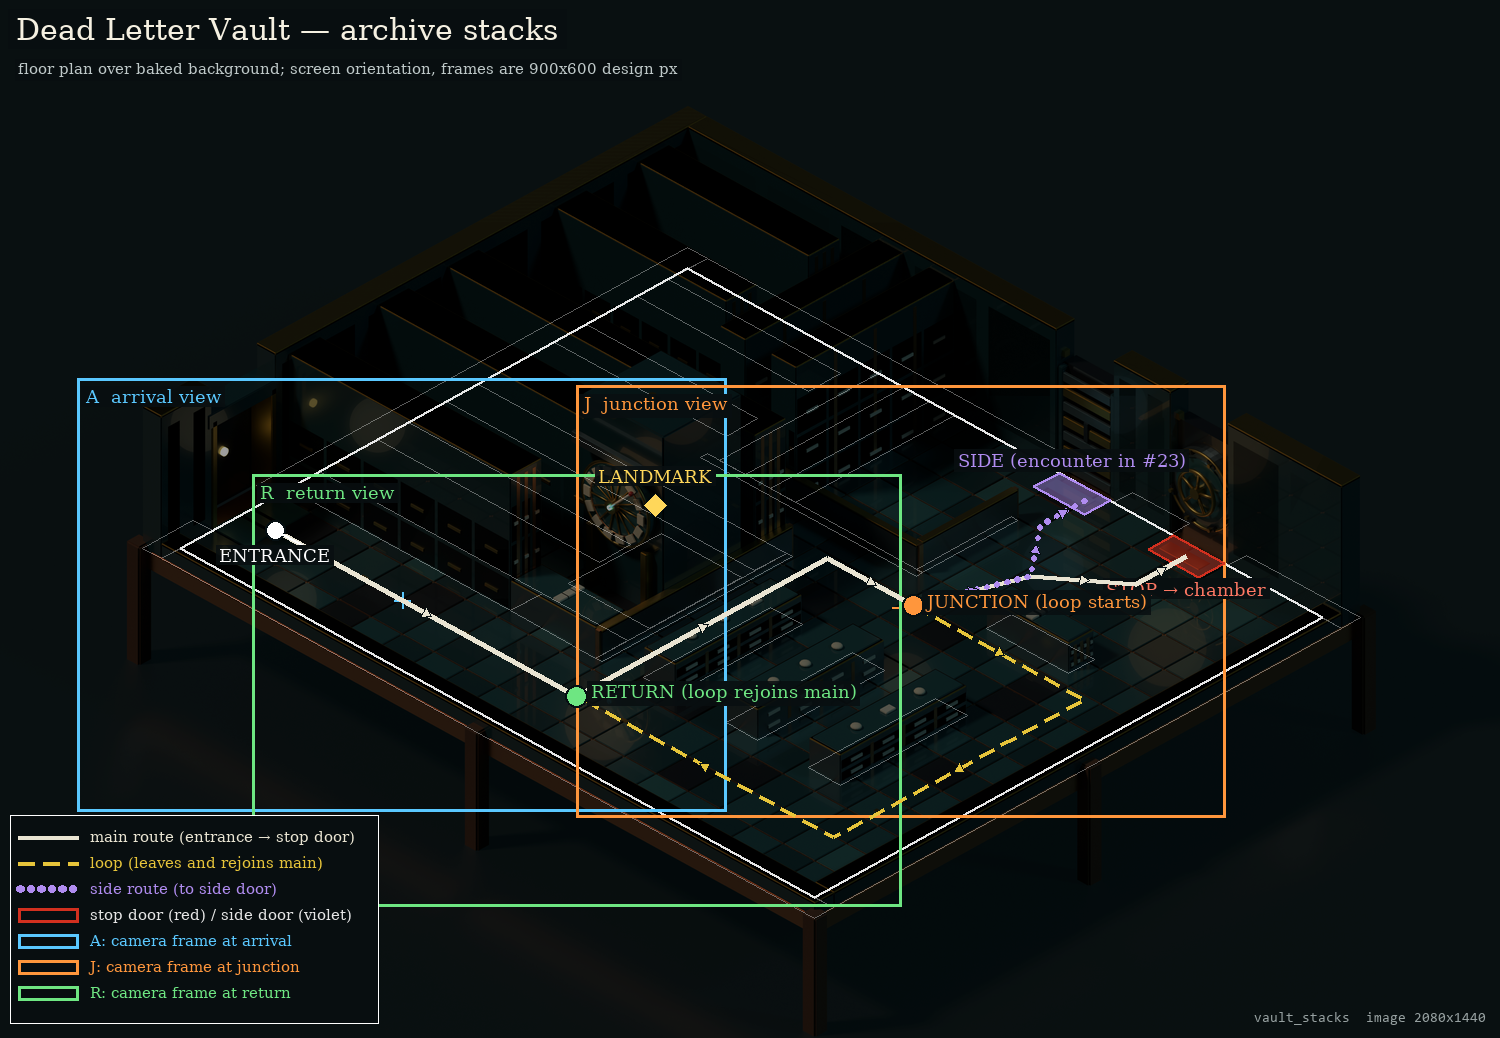 Dead Letter Vault — archive stacks
floor plan over baked background; screen orientation, frames are 900x600 design px
A  arrival view
J  junction view
SIDE (encounter in #23)
LANDMARK
R  return view
ENTRANCE
→ chamber
JUNCTION (loop starts)
RETURN (loop rejoins main)
main route (entrance → stop door)
loop (leaves and rejoins main)
side route (to side door)
stop door (red) / side door (violet)
A: camera frame at arrival
J: camera frame at junction
R: camera frame at return
vault_stacks  image 2080x1440